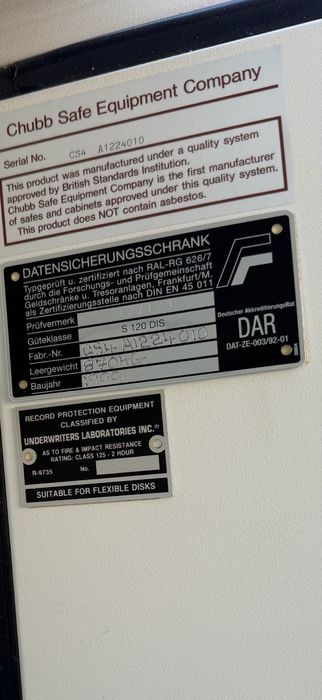 Chubb Safe Equipment Company
Serial No. CS4 A1224010
This product was manufactured under a quality system
approved by British Standards Institution.
Chubb Safe Equipment Company is the first manufacturer
of safes and cabinets approved under this quality system.
This product does NOT contain asbestos.
DATENSICHERUNGSSCHRANK
Typgeprüft u. zertifiziert nach RAL-RG 626/7
durch die Forschungs- und Prüfgemeinschaft
Geldschränke u. Tresoranlagen, Frankfurt/M.
als Zertifizierungsstelle nach DIN EN 45 011
Prüfvermerk
Güteklasse S 120 DIS
Fabr.-Nr. CS4 A1224010
Leergewicht
Baujahr
Deutscher AkkreditierungsRat
DAR
DAT-ZE-003/92-01
RECORD PROTECTION EQUIPMENT
CLASSIFIED BY
UNDERWRITERS LABORATORIES INC.®
AS TO FIRE & IMPACT RESISTANCE
RATING: CLASS 125 - 2 HOUR
R-9735 No.
SUITABLE FOR FLEXIBLE DISKS